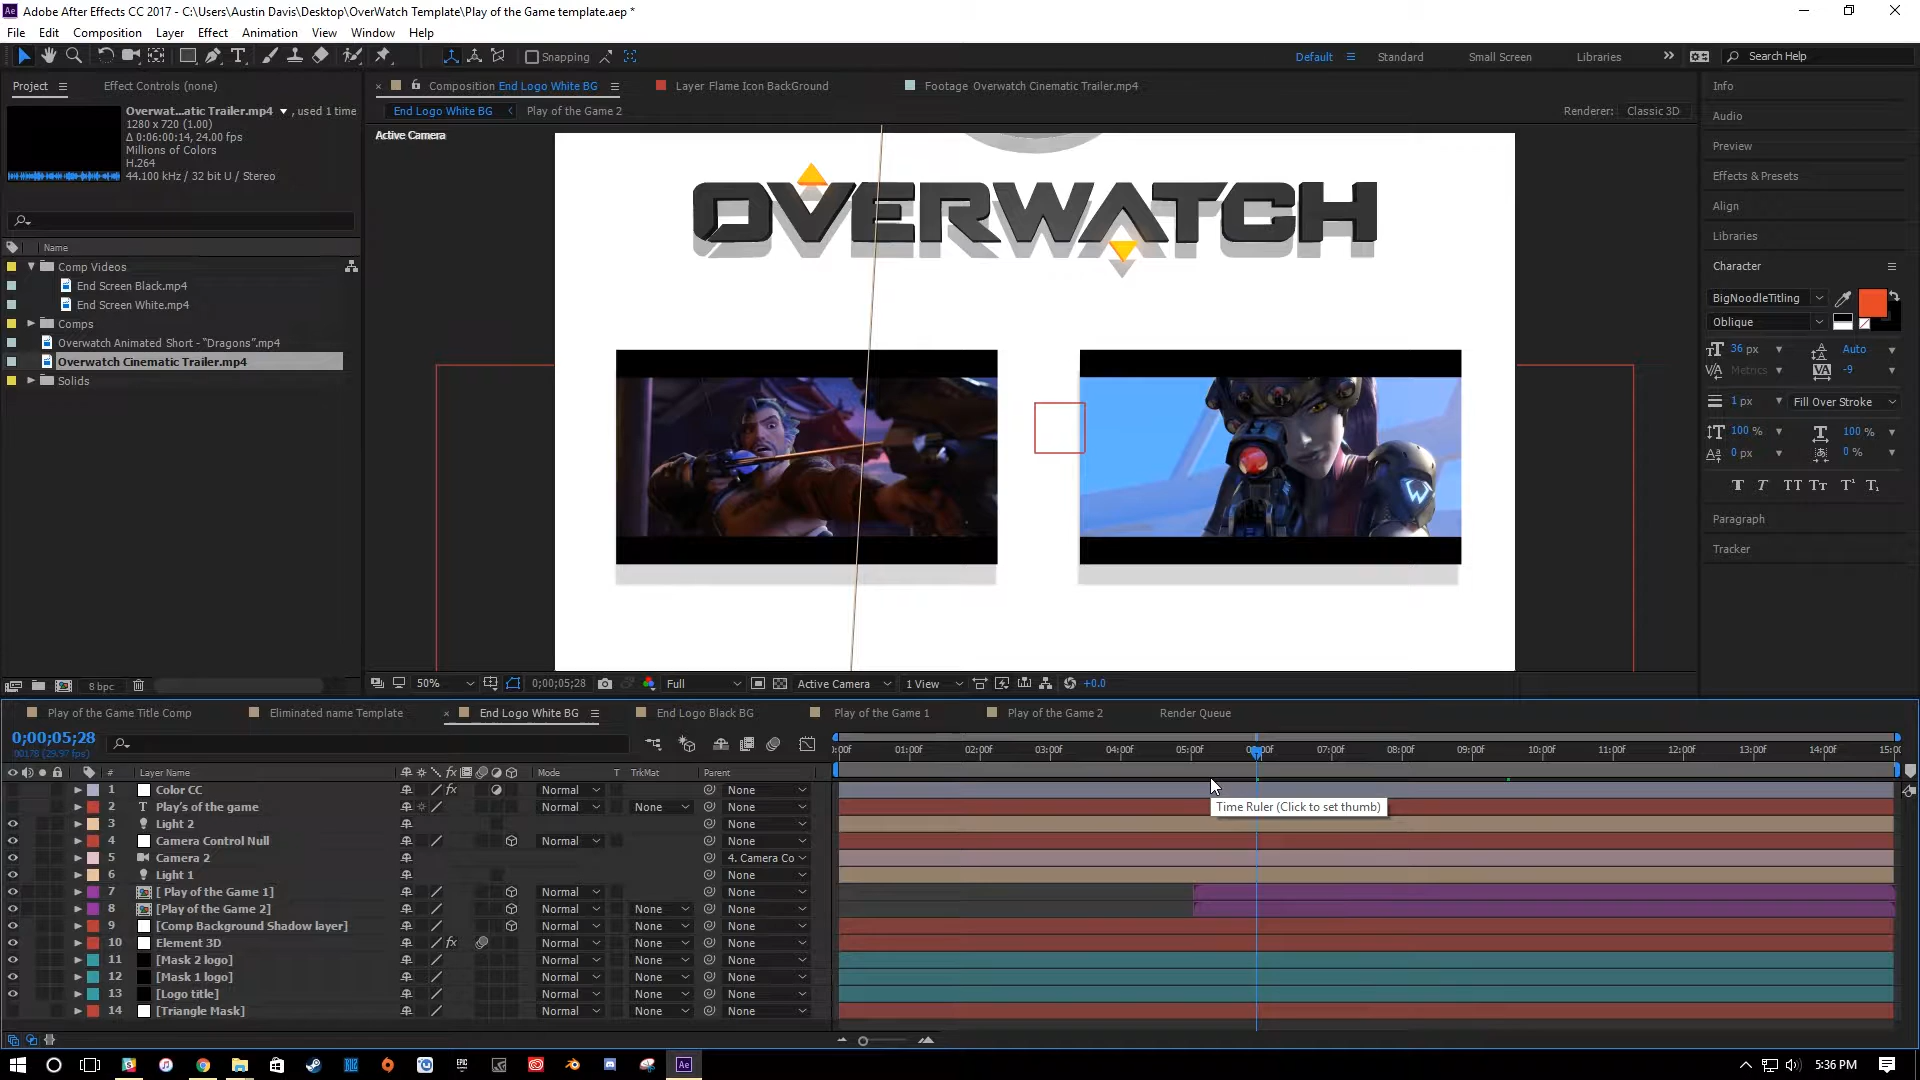 Adobe After Effects CC 2017 - C:\Users\Austin Davis\Desktop\OverWatch Template\Play of the Game template.aep *
File Edit Composition Layer Effect Animation View Window Help
Snapping
Default Standard Small Screen Libraries Search Help
Project Effect Controls (none)
Composition End Logo White BG Layer Flame Icon BackGround Footage Overwatch Cinematic Trailer.mp4
Info
Overwat...atic Trailer.mp4 , used 1 time
1280 x 720 (1.00)
Δ 0;06:00:14, 24.00 fps
Millions of Colors
H.264
44.100 kHz / 32 bit U / Stereo
End Logo White BG Play of the Game 2
Renderer: Classic 3D
Active Camera
OVERWATCH
Audio
Preview
Effects & Presets
Align
Libraries
Character
BigNoodleTitling
Oblique
36 px Auto
Metrics -9
1 px Fill Over Stroke
100 % 100 %
0 px 0 %
Paragraph
Tracker
Name
Comp Videos
End Screen Black.mp4
End Screen White.mp4
Comps
Overwatch Animated Short - "Dragons".mp4
Overwatch Cinematic Trailer.mp4
Solids
8 bpc
50% 0;00;05;28 Full Active Camera 1 View +0.0
Play of the Game Title Comp Eliminated name Template End Logo White BG End Logo Black BG Play of the Game 1 Play of the Game 2 Render Queue
0;00;05;28
00178 (29.97 fps)
):00f 01:00f 02:00f 03:00f 04:00f 05:00f 06:00f 07:00f 08:00f 09:00f 10:00f 11:00f 12:00f 13:00f 14:00f 15:00
# Layer Name Mode T TrkMat Parent
1 Color CC Normal None
2 Play's of the game Normal None None
3 Light 2 None
4 Camera Control Null Normal None
5 Camera 2 4. Camera Co
6 Light 1 None
7 [ Play of the Game 1] Normal None
8 [Play of the Game 2] Normal None None
9 [Comp Background Shadow layer] Normal None None
10 Element 3D Normal None None
11 [Mask 2 logo] Normal None None
12 [Mask 1 logo] Normal None None
13 [Logo title] Normal None None
14 [Triangle Mask] Normal None None
Time Ruler (Click to set thumb)
5:36 PM